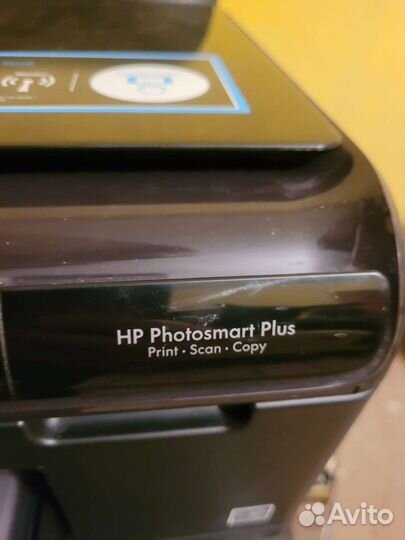 HP Photosmart Plus
Print • Scan • Copy
Avito